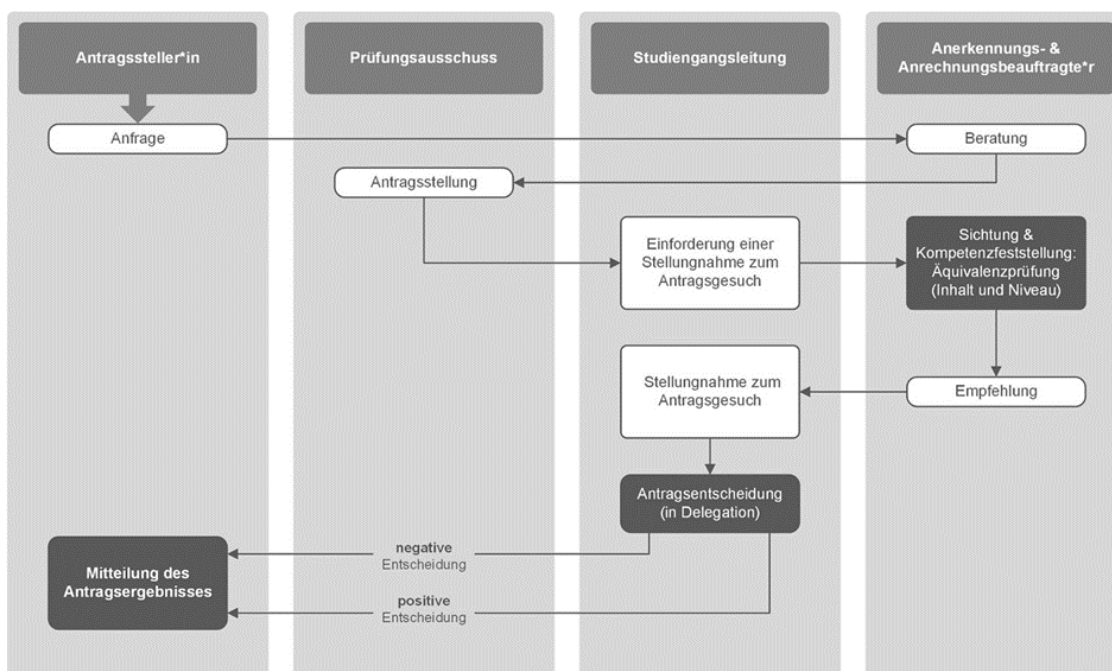 Antragssteller*in
Prüfungsausschuss
Studiengangsleitung
Anerkennungs- &
Anrechnungsbeauftragte*r
Anfrage
Beratung
Antragsstellung
Einforderung einer
Stellungnahme zum
Antragsgesuch
Sichtung &
Kompetenzfeststellung:
Äquivalenzprüfung
(Inhalt und Niveau)
Stellungnahme zum
Antragsgesuch
Empfehlung
Antragsentscheidung
(in Delegation)
negative
Entscheidung
Mitteilung des
Antragsergebnisses
positive
Entscheidung